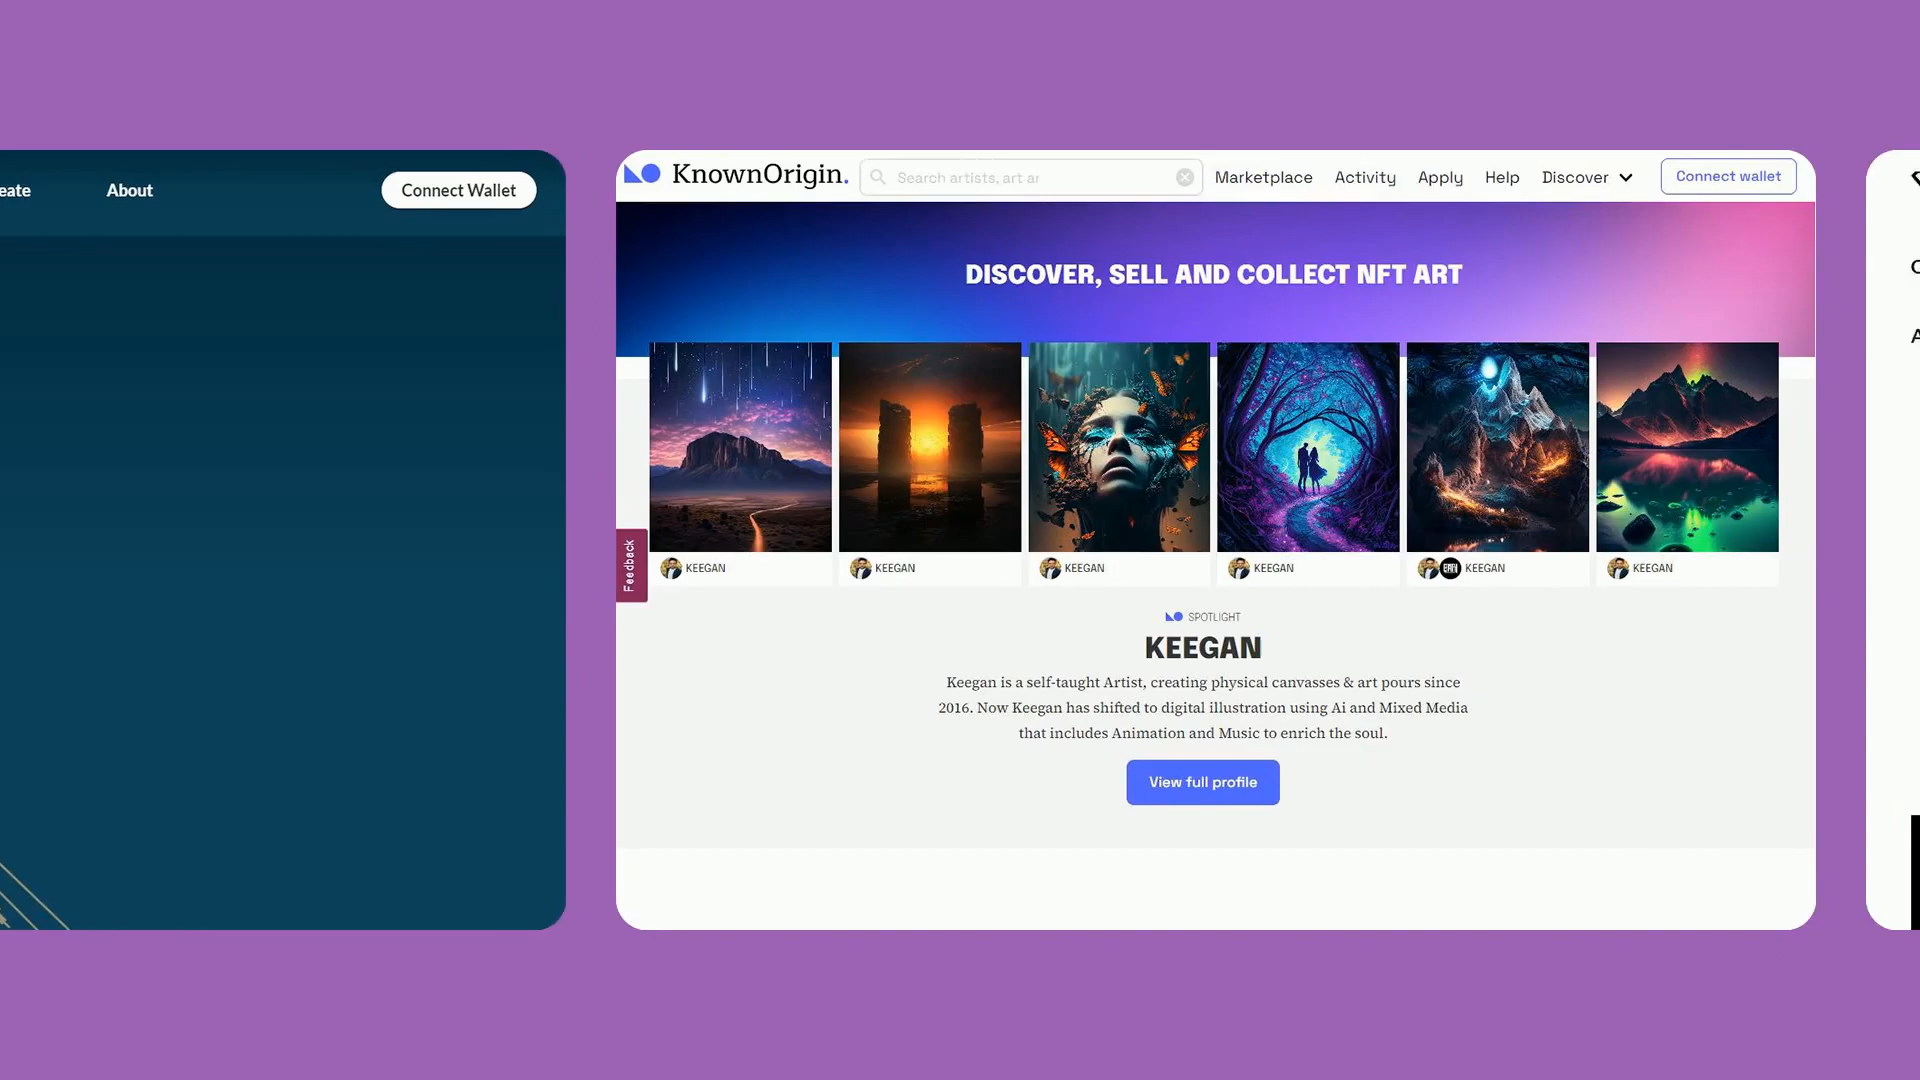 eate
About
Connect Wallet
KnownOrigin.
Search artists, art ar
Marketplace
Activity
Apply
Help
Discover
Connect wallet
DISCOVER, SELL AND COLLECT NFT ART
KEEGAN
KEEGAN
KEEGAN
KEEGAN
KEEGAN
KEEGAN
Feedback
SPOTLIGHT
KEEGAN
Keegan is a self-taught Artist, creating physical canvasses & art pours since
2016. Now Keegan has shifted to digital illustration using Ai and Mixed Media
that includes Animation and Music to enrich the soul.
View full profile